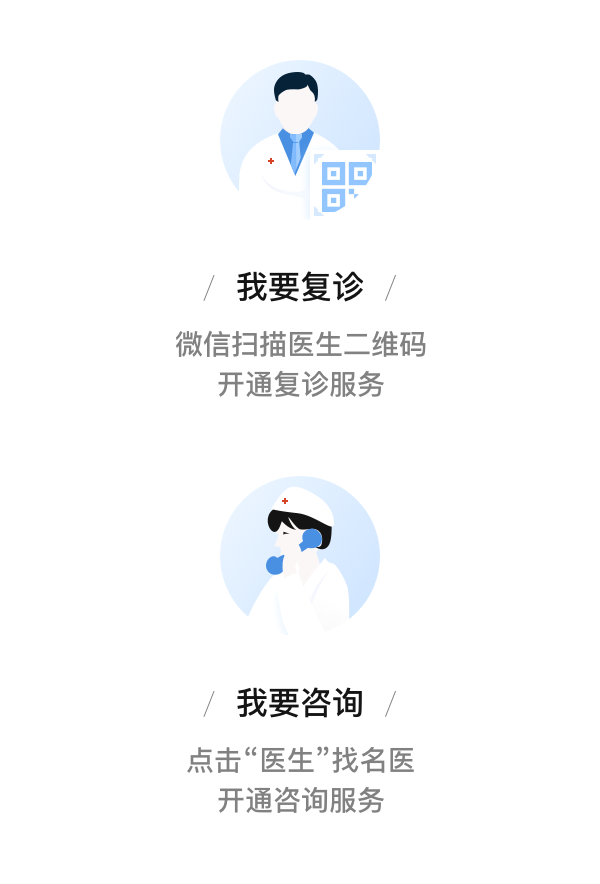 我要复诊
微信扫描医生二维码
开通复诊服务
我要咨询
点击“医生”找名医
开通咨询服务